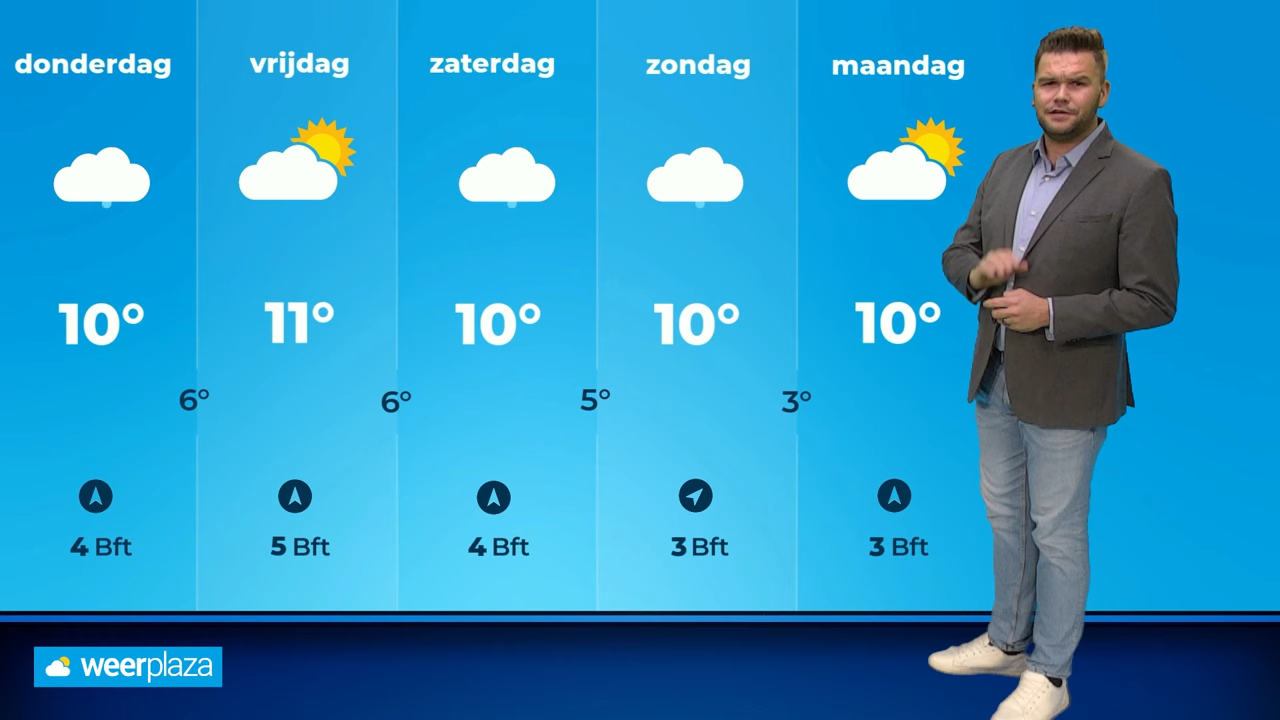 donderdag vrijdag zaterdag zondag maandag
10° 11° 10° 10° 10°
6° 6° 5° 3°
4 Bft 5 Bft 4 Bft 3 Bft 3 Bft
weerplaza